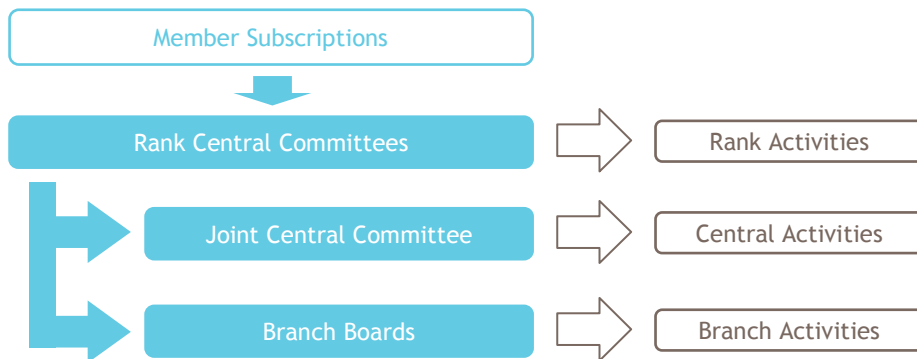 Member Subscriptions
Rank Central Committees
Rank Activities
Joint Central Committee
Central Activities
Branch Boards
Branch Activities